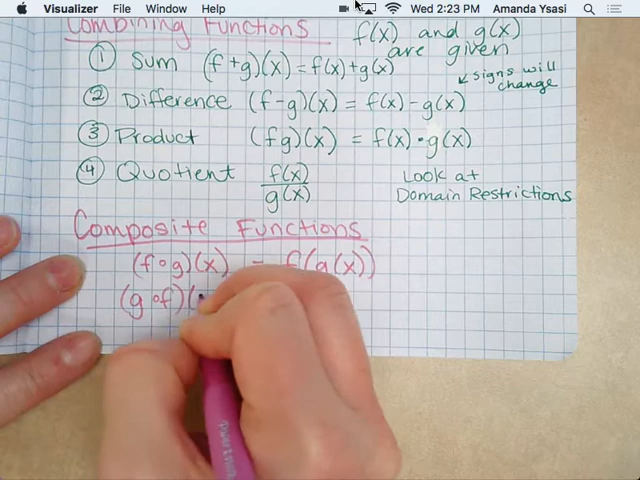 Visualizer File Window Help Wed 2:23 PM Amanda Ysasi
Combining Functions
f(x) and g(x)
are given
① Sum (f+g)(x) = f(x)+g(x)
signs will
change
② Difference (f-g)(x) = f(x)-g(x)
③ Product (fg)(x) = f(x)•g(x)
④ Quotient f(x)/g(x)
Look at
Domain Restrictions
Composite Functions
(f∘g)(x) = f(g(x))
(g∘f)(